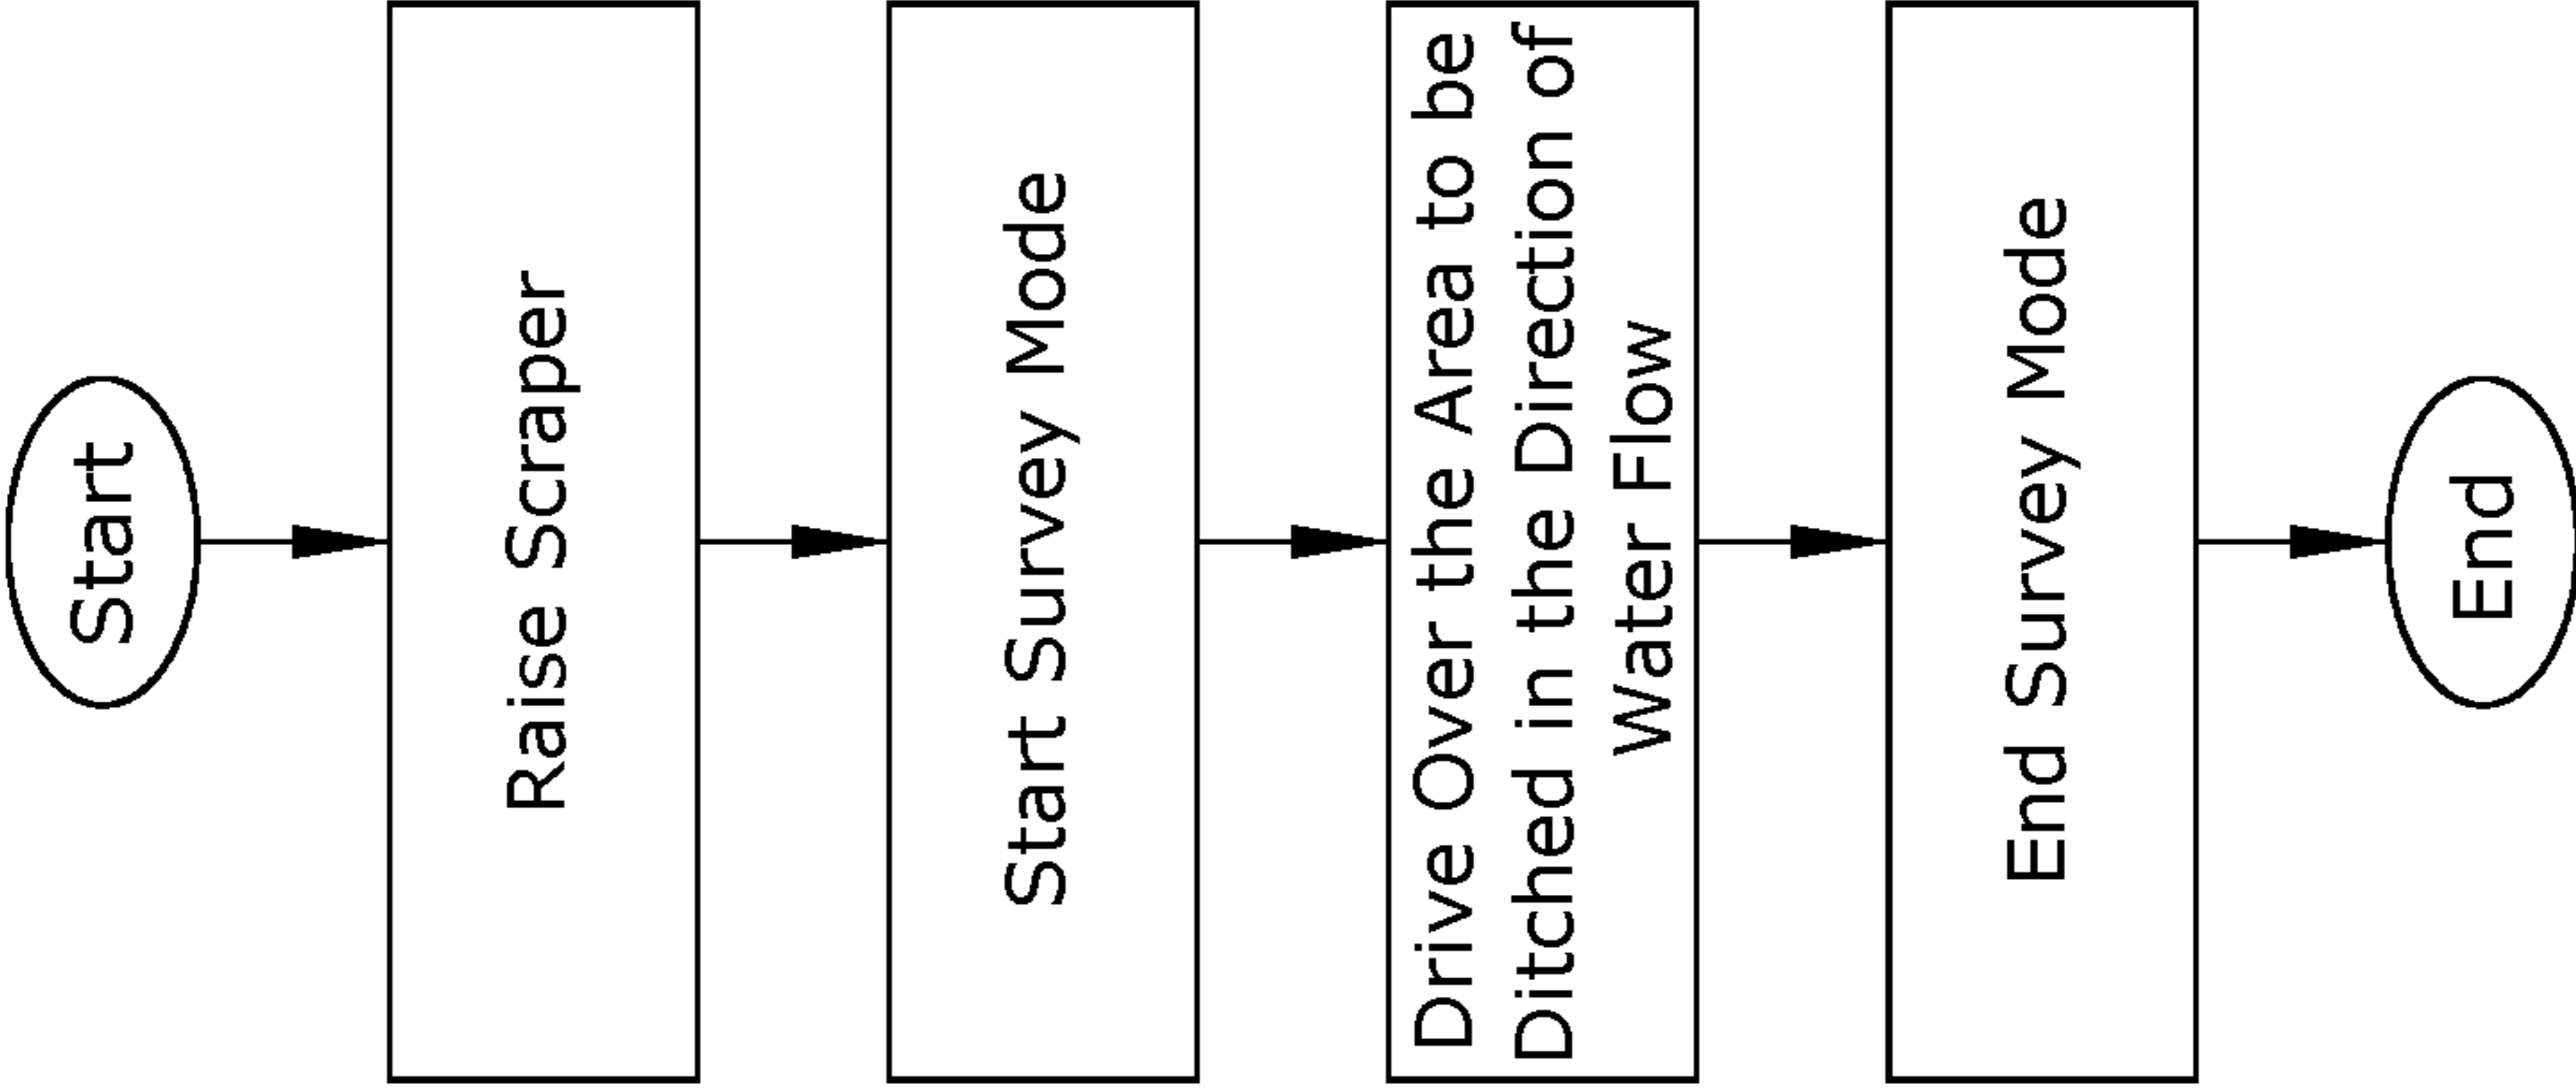 Start
Raise Scraper
Start Survey Mode
Drive Over the Area to be
Ditched in the Direction of
Water Flow
End Survey Mode
End